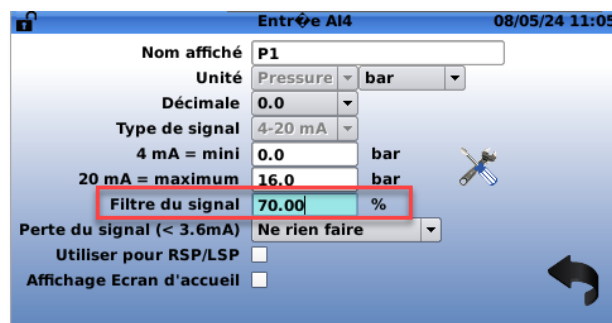 Entr�e AI4 08/05/24 11:05
Nom affiché P1
Unité Pressure bar
Décimale 0.0
Type de signal 4-20 mA
4 mA = mini 0.0 bar
20 mA = maximum 16.0 bar
Filtre du signal 70.00 %
Perte du signal (< 3.6mA) Ne rien faire
Utiliser pour RSP/LSP
Affichage Ecran d'accueil